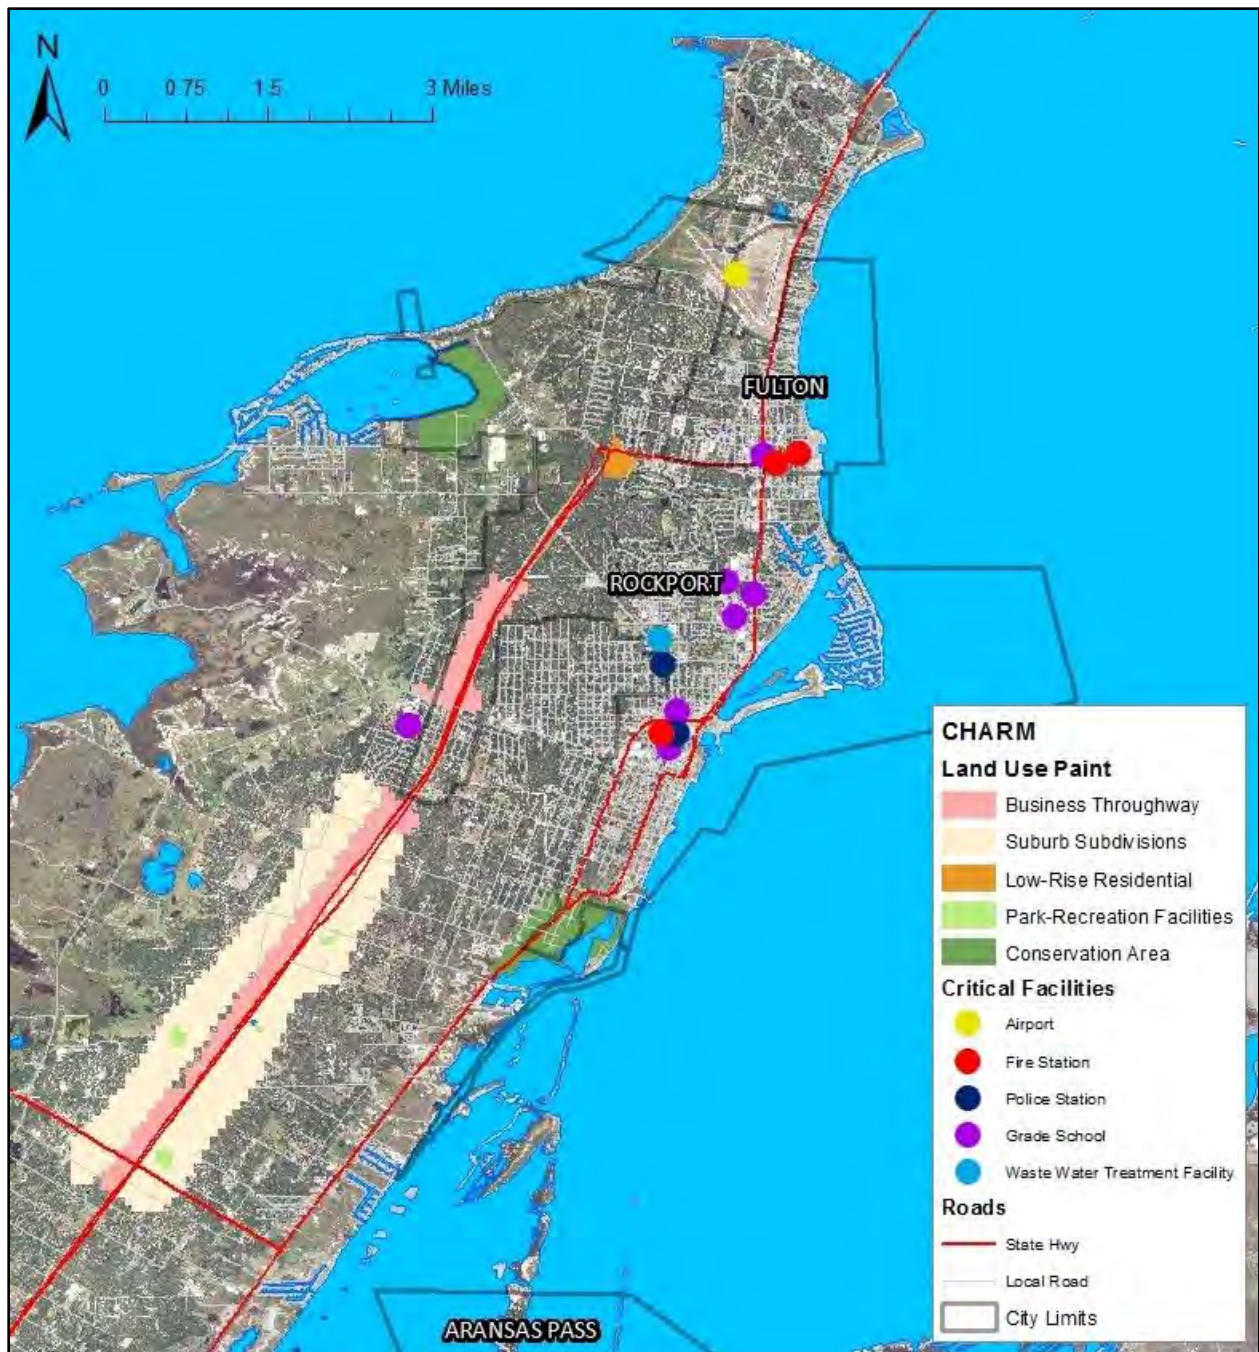 N
0 0.75 1.5 3 Miles
FULTON
ROCKPORT
ARANSAS PASS
CHARM
Land Use Paint
Business Throughway
Suburb Subdivisions
Low-Rise Residential
Park-Recreation Facilities
Conservation Area
Critical Facilities
Airport
Fire Station
Police Station
Grade School
Waste Water Treatment Facility
Roads
State Hwy
Local Road
City Limits